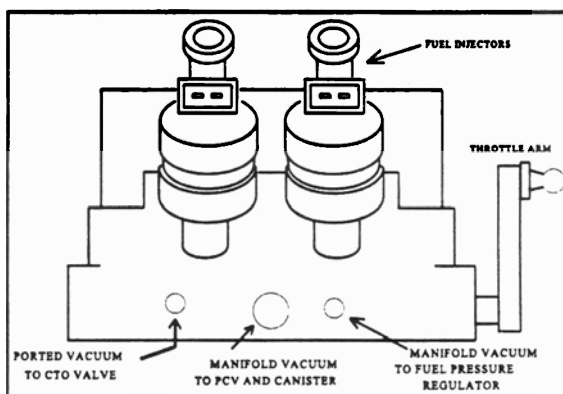 FUEL INJECTORS
THROTTLE ARM
PORTED VACUUM
TO CTO VALVE
MANIFOLD VACUUM
TO PCV AND CANISTER
MANIFOLD VACUUM
TO FUEL PRESSURE
REGULATOR